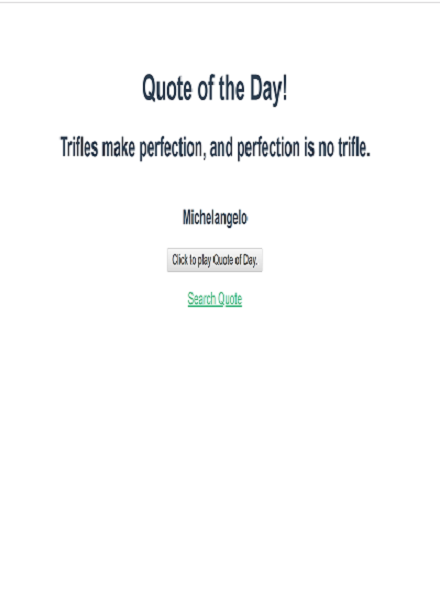 Quote of the Day!
Trifles make perfection, and perfection is no trifle.
Michelangelo
Click to play Quote of Day.
Search Quote